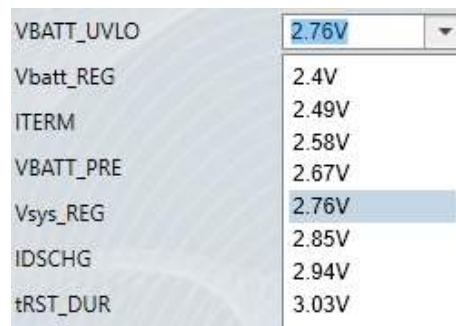 VBATT_UVLO 2.76V
Vbatt_REG 2.4V
ITERM 2.49V
2.58V
VBATT_PRE 2.67V
Vsys_REG 2.76V
2.85V
IDSCHG 2.94V
tRST_DUR 3.03V